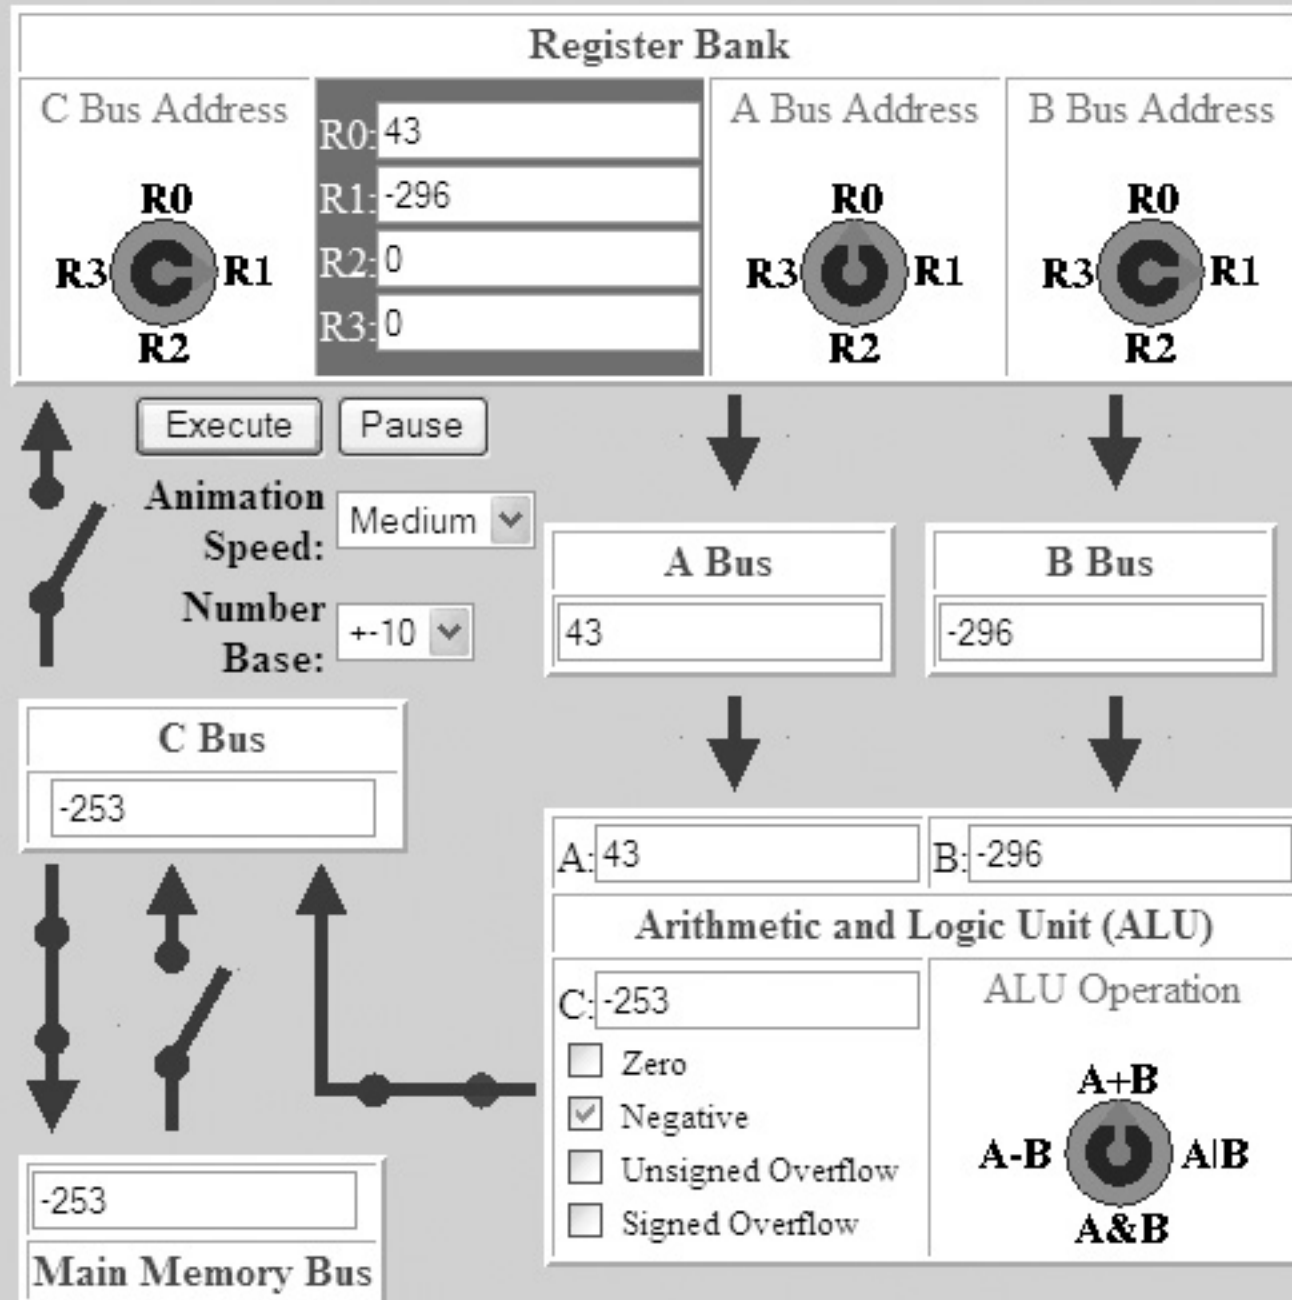 Register Bank
C Bus Address
R0
R3 R1
R2
R0: 43
R1: -296
R2: 0
R3: 0
A Bus Address
R0
R3 R1
R2
B Bus Address
R0
R3 R1
R2
Execute Pause
Animation
Speed: Medium
Number
Base: +-10
A Bus
43
B Bus
-296
C Bus
-253
A: 43 B: -296
Arithmetic and Logic Unit (ALU)
C: -253
Zero
Negative
Unsigned Overflow
Signed Overflow
ALU Operation
A+B
A-B A|B
A&B
-253
Main Memory Bus